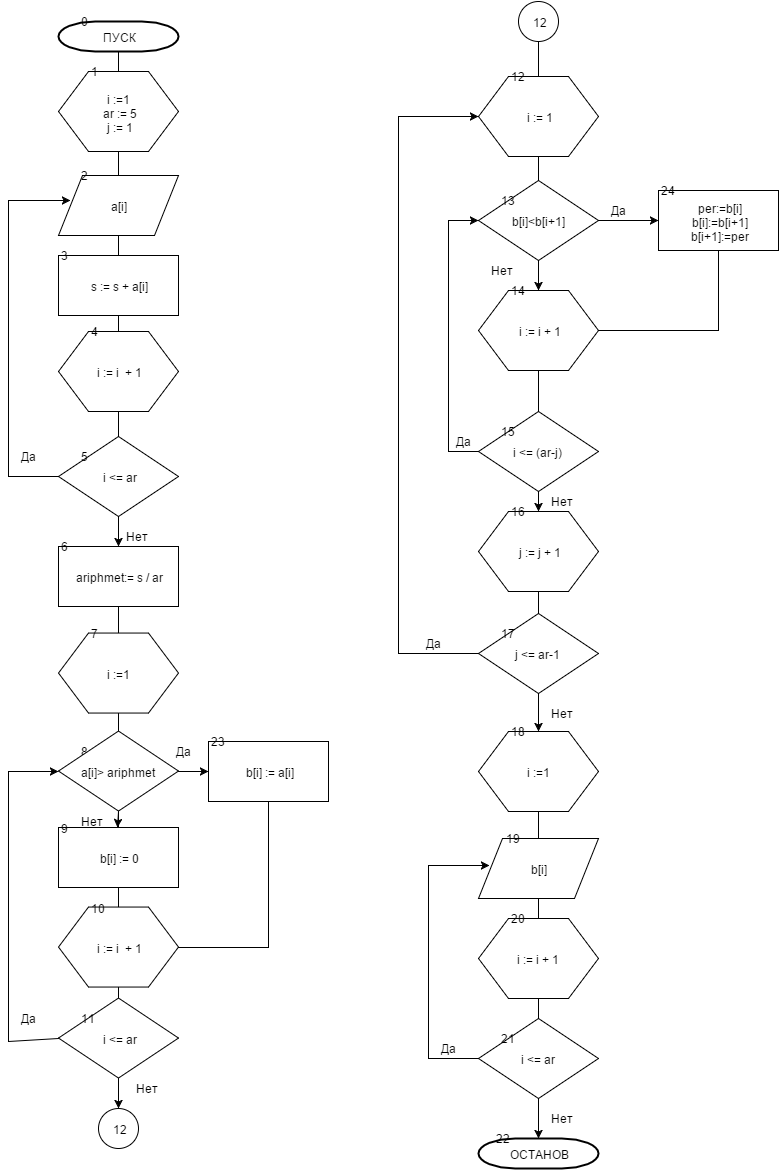 0
ПУСК
1
i :=1
ar := 5
j := 1
2
a[i]
3
s := s + a[i]
4
i := i + 1
Да
5
i <= ar
Нет
6
ariphmet:= s / ar
7
i :=1
8
a[i]> ariphmet
Да
23
b[i] := a[i]
Нет
9
b[i] := 0
10
i := i + 1
Да
11
i <= ar
Нет
12
12
12
i := 1
13
b[i]<b[i+1]
Да
24
per:=b[i]
b[i]:=b[i+1]
b[i+1]:=per
Нет
14
i := i + 1
15
Да
i <= (ar-j)
Нет
16
j := j + 1
17
Да
j <= ar-1
Нет
18
i :=1
19
b[i]
20
i := i + 1
21
Да
i <= ar
Нет
22
ОСТАНОВ